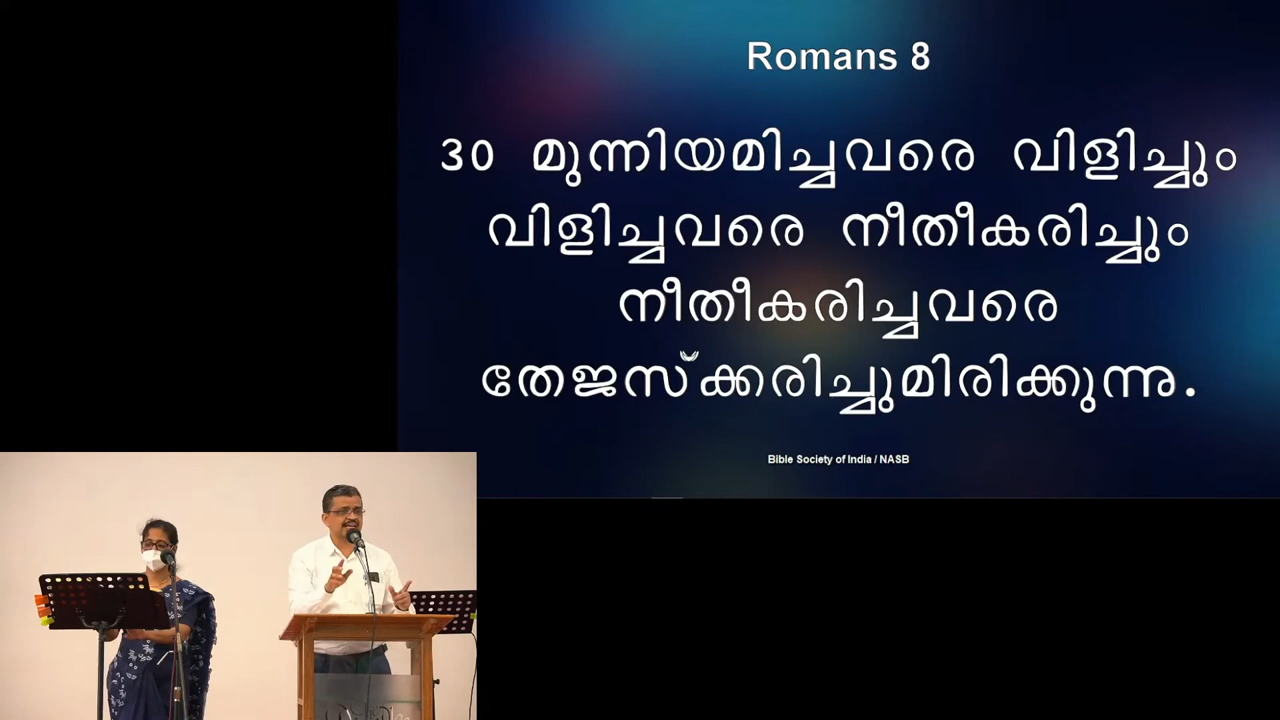 Romans 8
30 മുന്നിയമിച്ചവരെ വിളിച്ചും
വിളിച്ചവരെ നീതീകരിച്ചും
നീതീകരിച്ചവരെ
തേജസ്ക്കരിച്ചുമിരിക്കുന്നു.
Bible Society of India / NASB